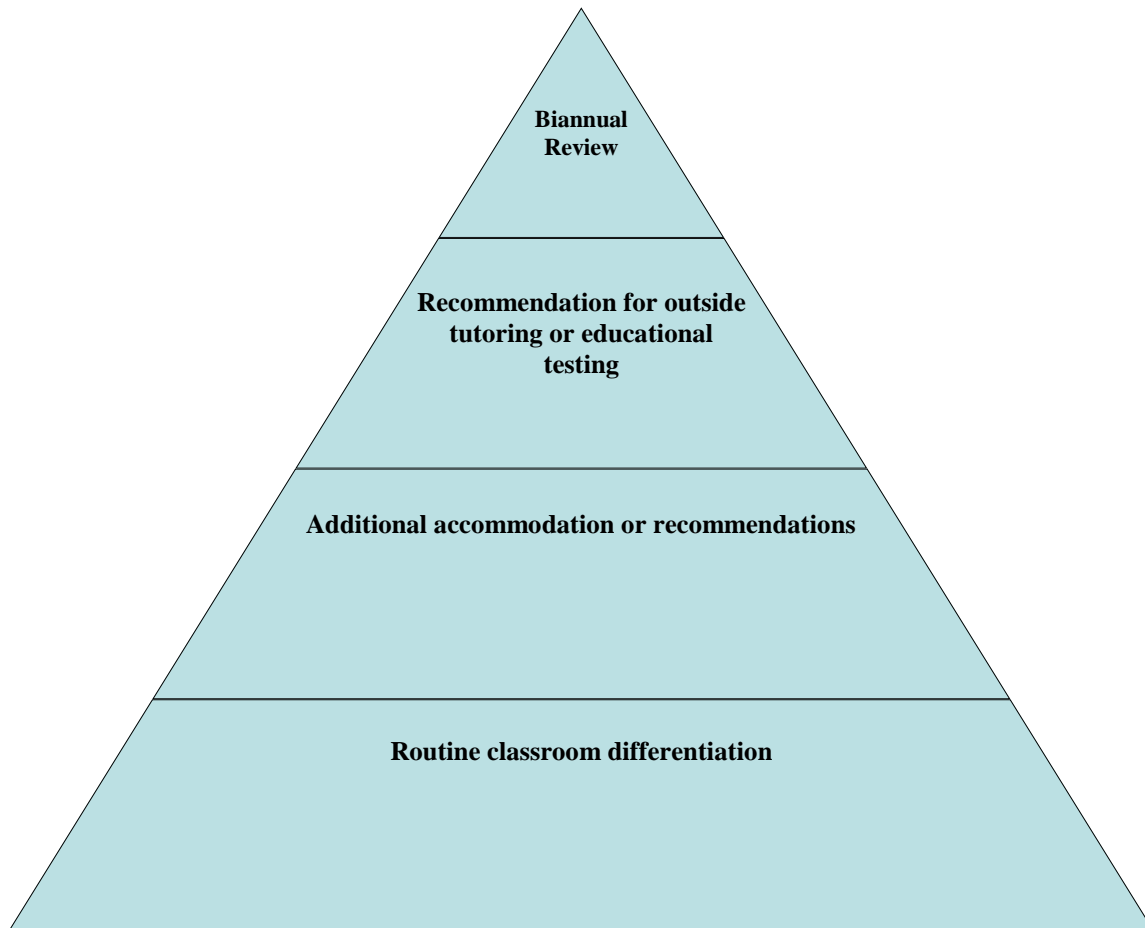 Biannual
Review
Recommendation for outside
tutoring or educational
testing
Additional accommodation or recommendations
Routine classroom differentiation